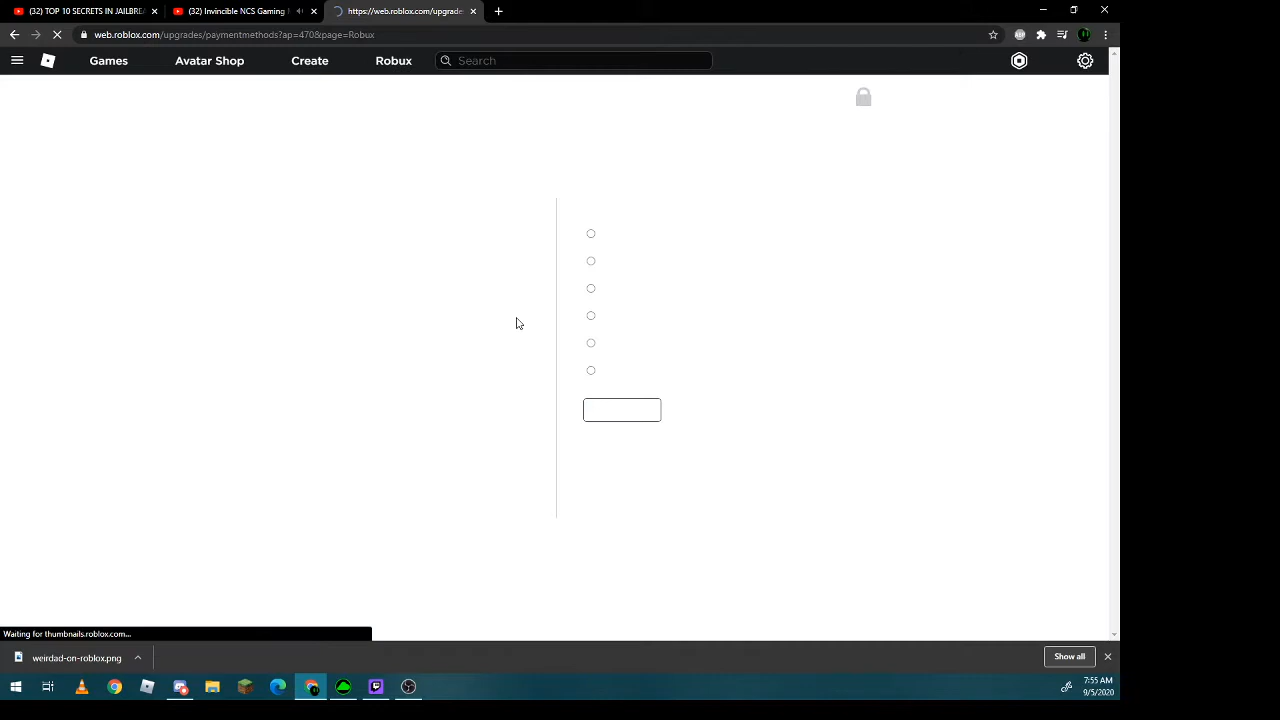 (32) TOP 10 SECRETS IN JAILBREA
(32) Invincible NCS Gaming
https://web.roblox.com/upgrade
web.roblox.com/upgrades/paymentmethods?ap=470&page=Robux
Games
Avatar Shop
Create
Robux
Search
Waiting for thumbnails.roblox.com...
weirdad-on-roblox.png
Show all
7:55 AM
9/5/2020